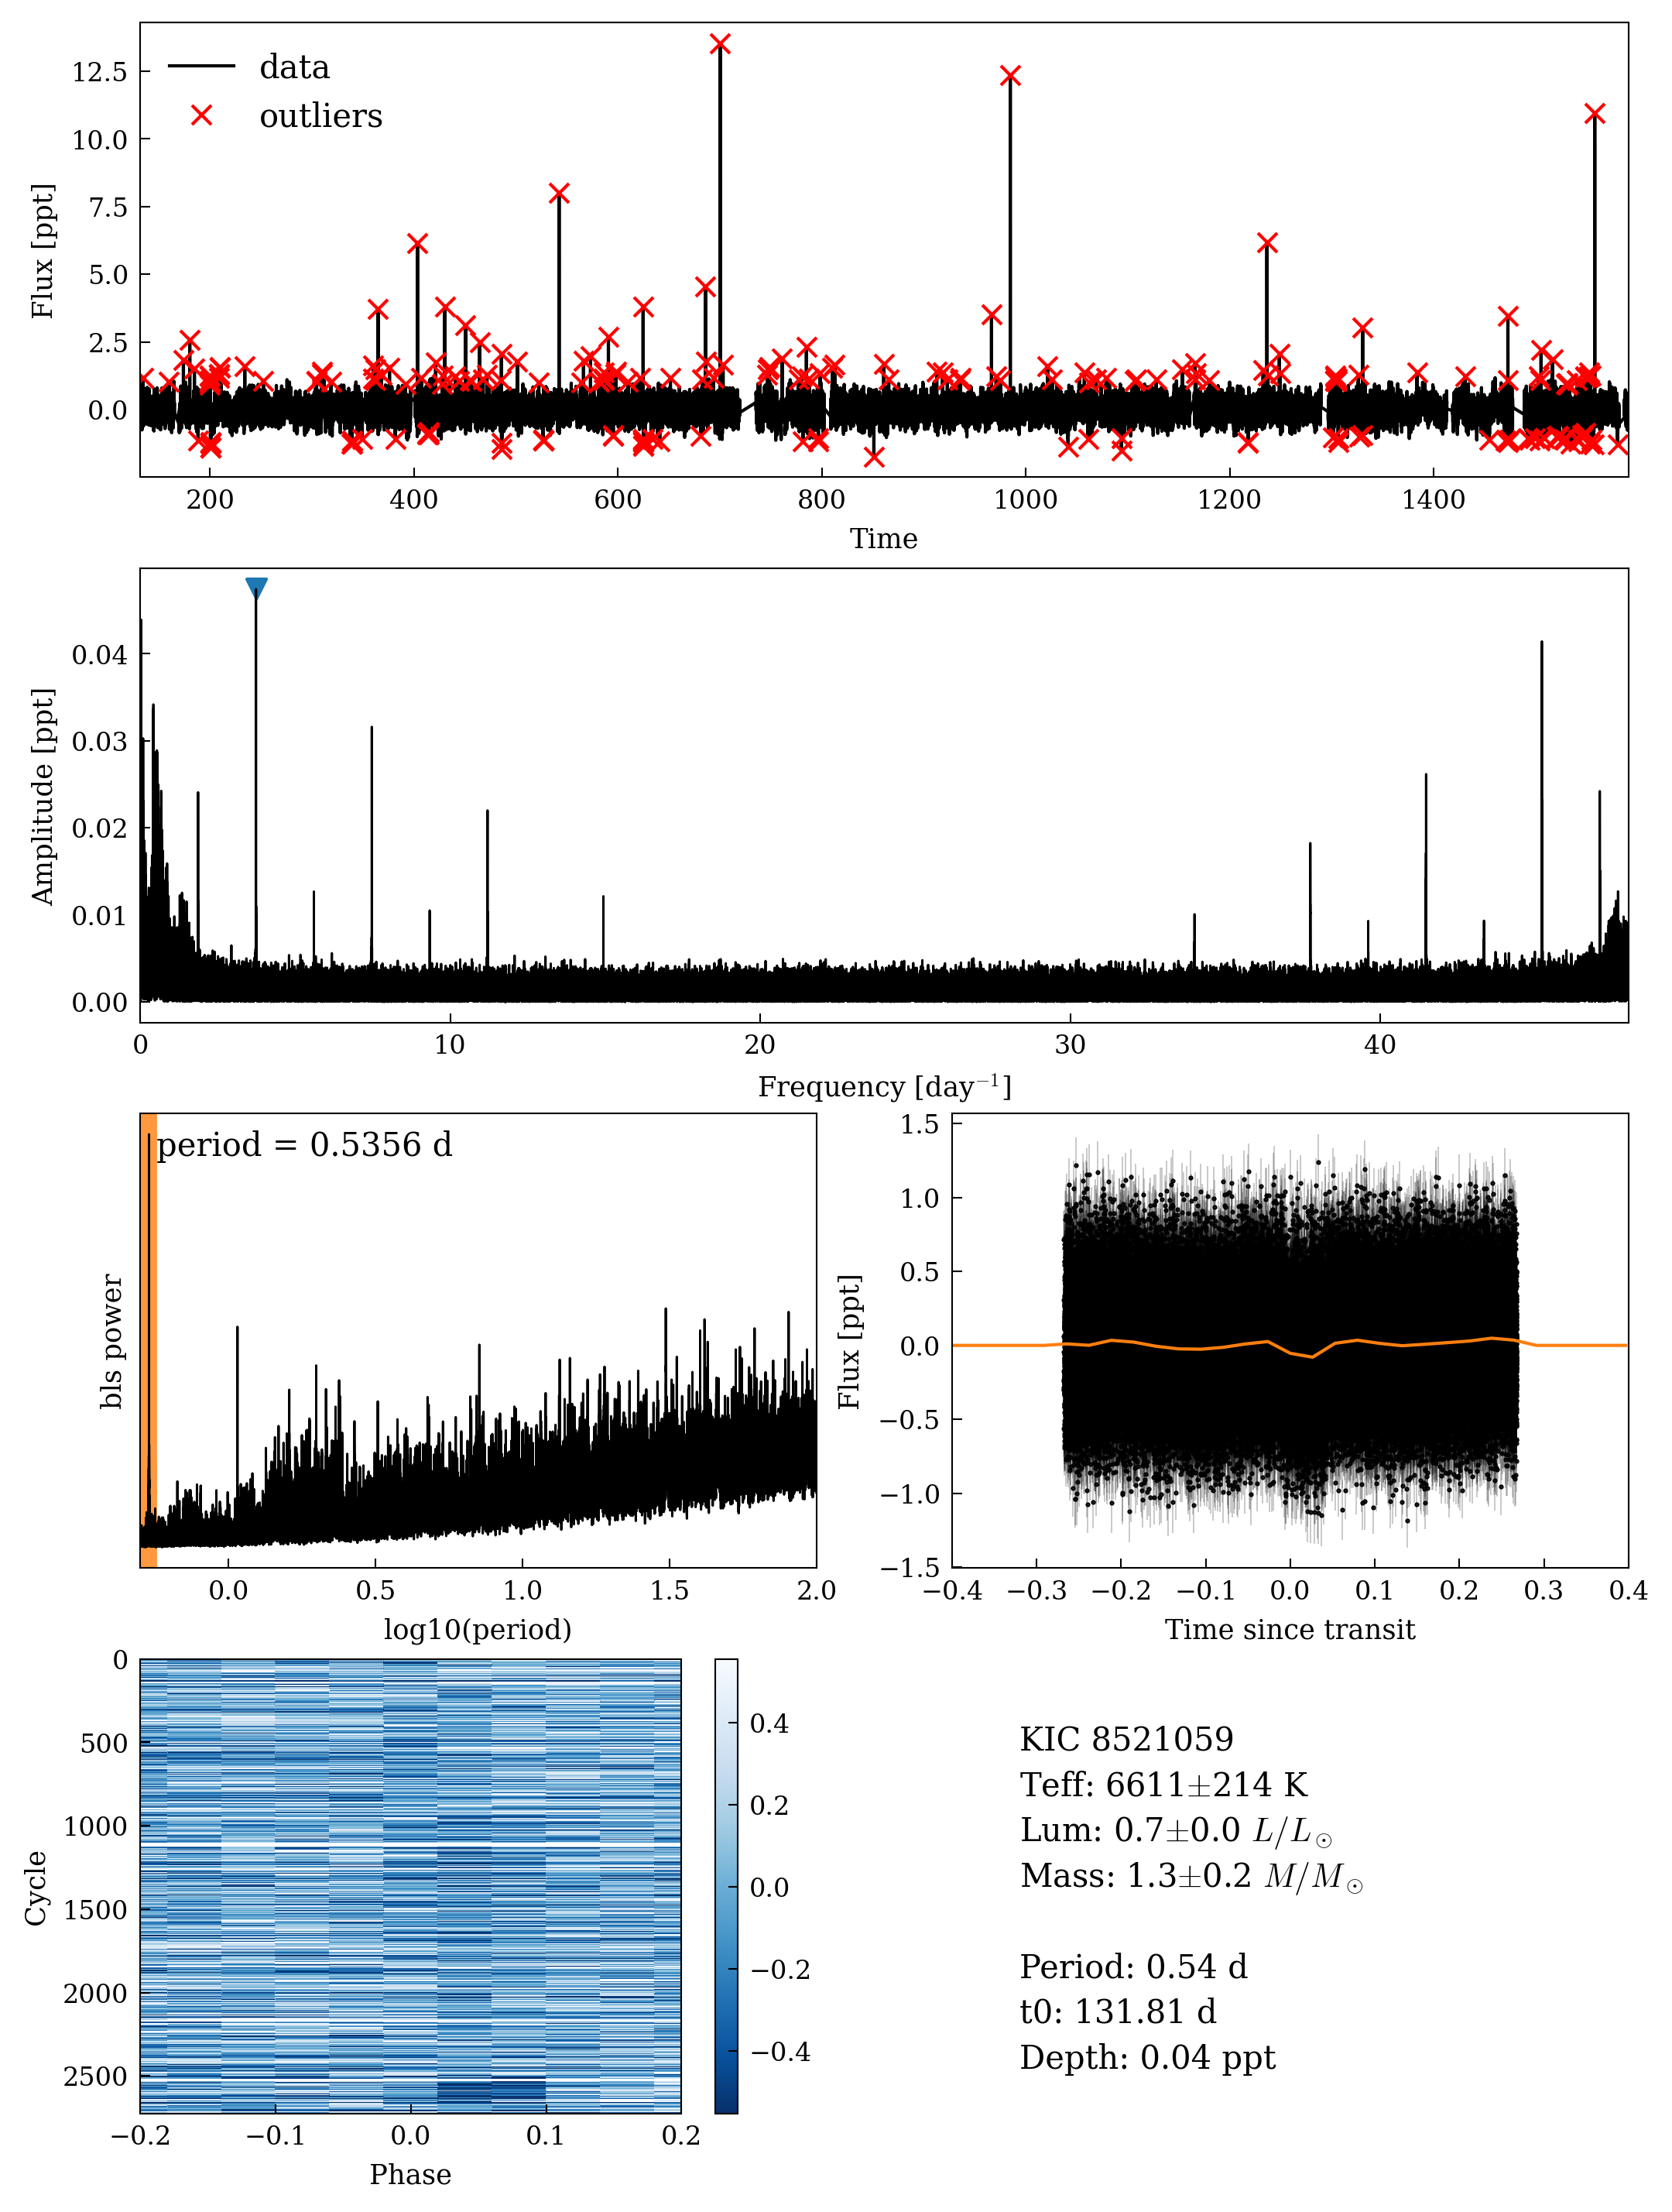 data
outliers
12.5
10.0
7.5
5.0
2.5
0.0
Flux [ppt]
200 400 600 800 1000 1200 1400
Time
0.04
0.03
0.02
0.01
0.00
Amplitude [ppt]
0 10 20 30 40
Frequency [day⁻¹]
period = 0.5356 d
bls power
0.0 0.5 1.0 1.5 2.0
log10(period)
1.5
1.0
0.5
0.0
−0.5
−1.0
−1.5
Flux [ppt]
−0.4 −0.3 −0.2 −0.1 0.0 0.1 0.2 0.3 0.4
Time since transit
0
500
1000
1500
2000
2500
Cycle
−0.2 −0.1 0.0 0.1 0.2
Phase
0.4
0.2
0.0
−0.2
−0.4
KIC 8521059
Teff: 6611±214 K
Lum: 0.7±0.0 L/L⊙
Mass: 1.3±0.2 M/M⊙
Period: 0.54 d
t0: 131.81 d
Depth: 0.04 ppt